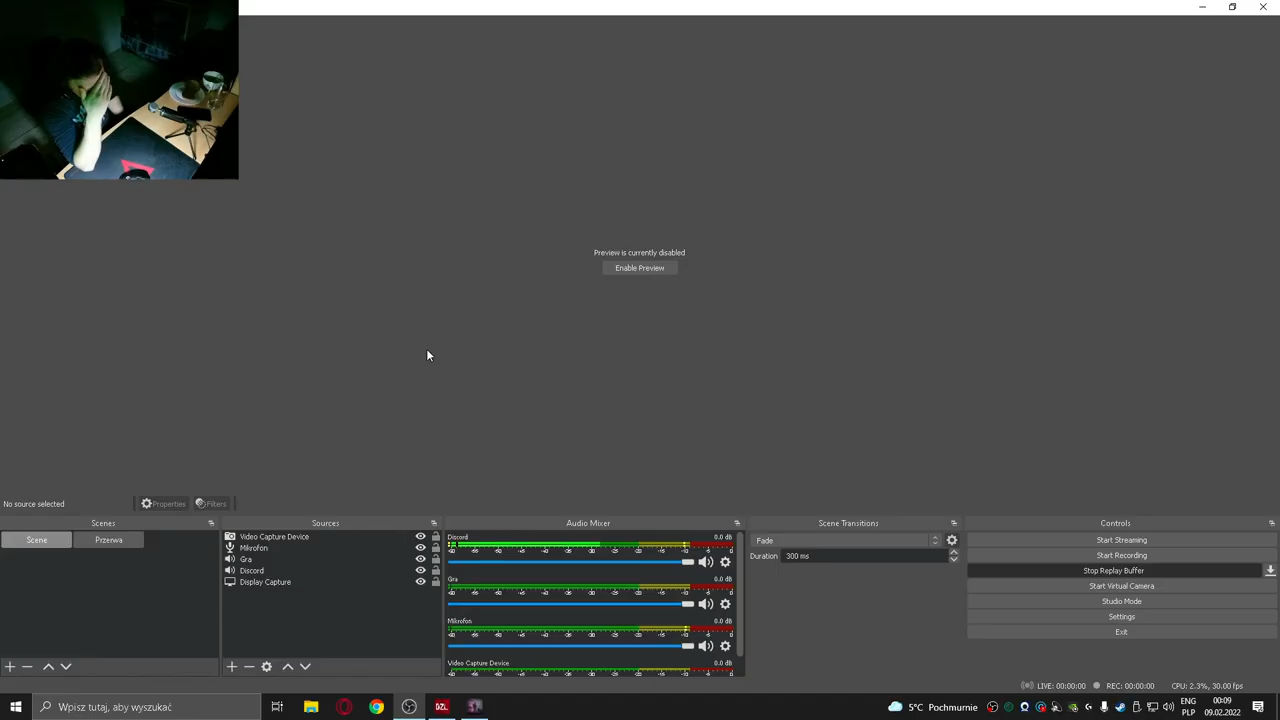 Preview is currently disabled
Enable Preview
No source selected
Properties
Filters
Scenes
Scene
Przerwa
Sources
Video Capture Device
Mikrofon
Gra
Discord
Display Capture
Audio Mixer
Discord
0.0 dB
Gra
0.0 dB
Mikrofon
0.0 dB
Video Capture Device
0.0 dB
Scene Transitions
Fade
Duration
300 ms
Controls
Start Streaming
Start Recording
Stop Replay Buffer
Start Virtual Camera
Studio Mode
Settings
Exit
LIVE: 00:00:00
REC: 00:00:00
CPU: 2.3%, 30.00 fps
Wpisz tutaj, aby wyszukać
DZL
5°C Pochmurnie
ENG
PLP
00:09
09.02.2022